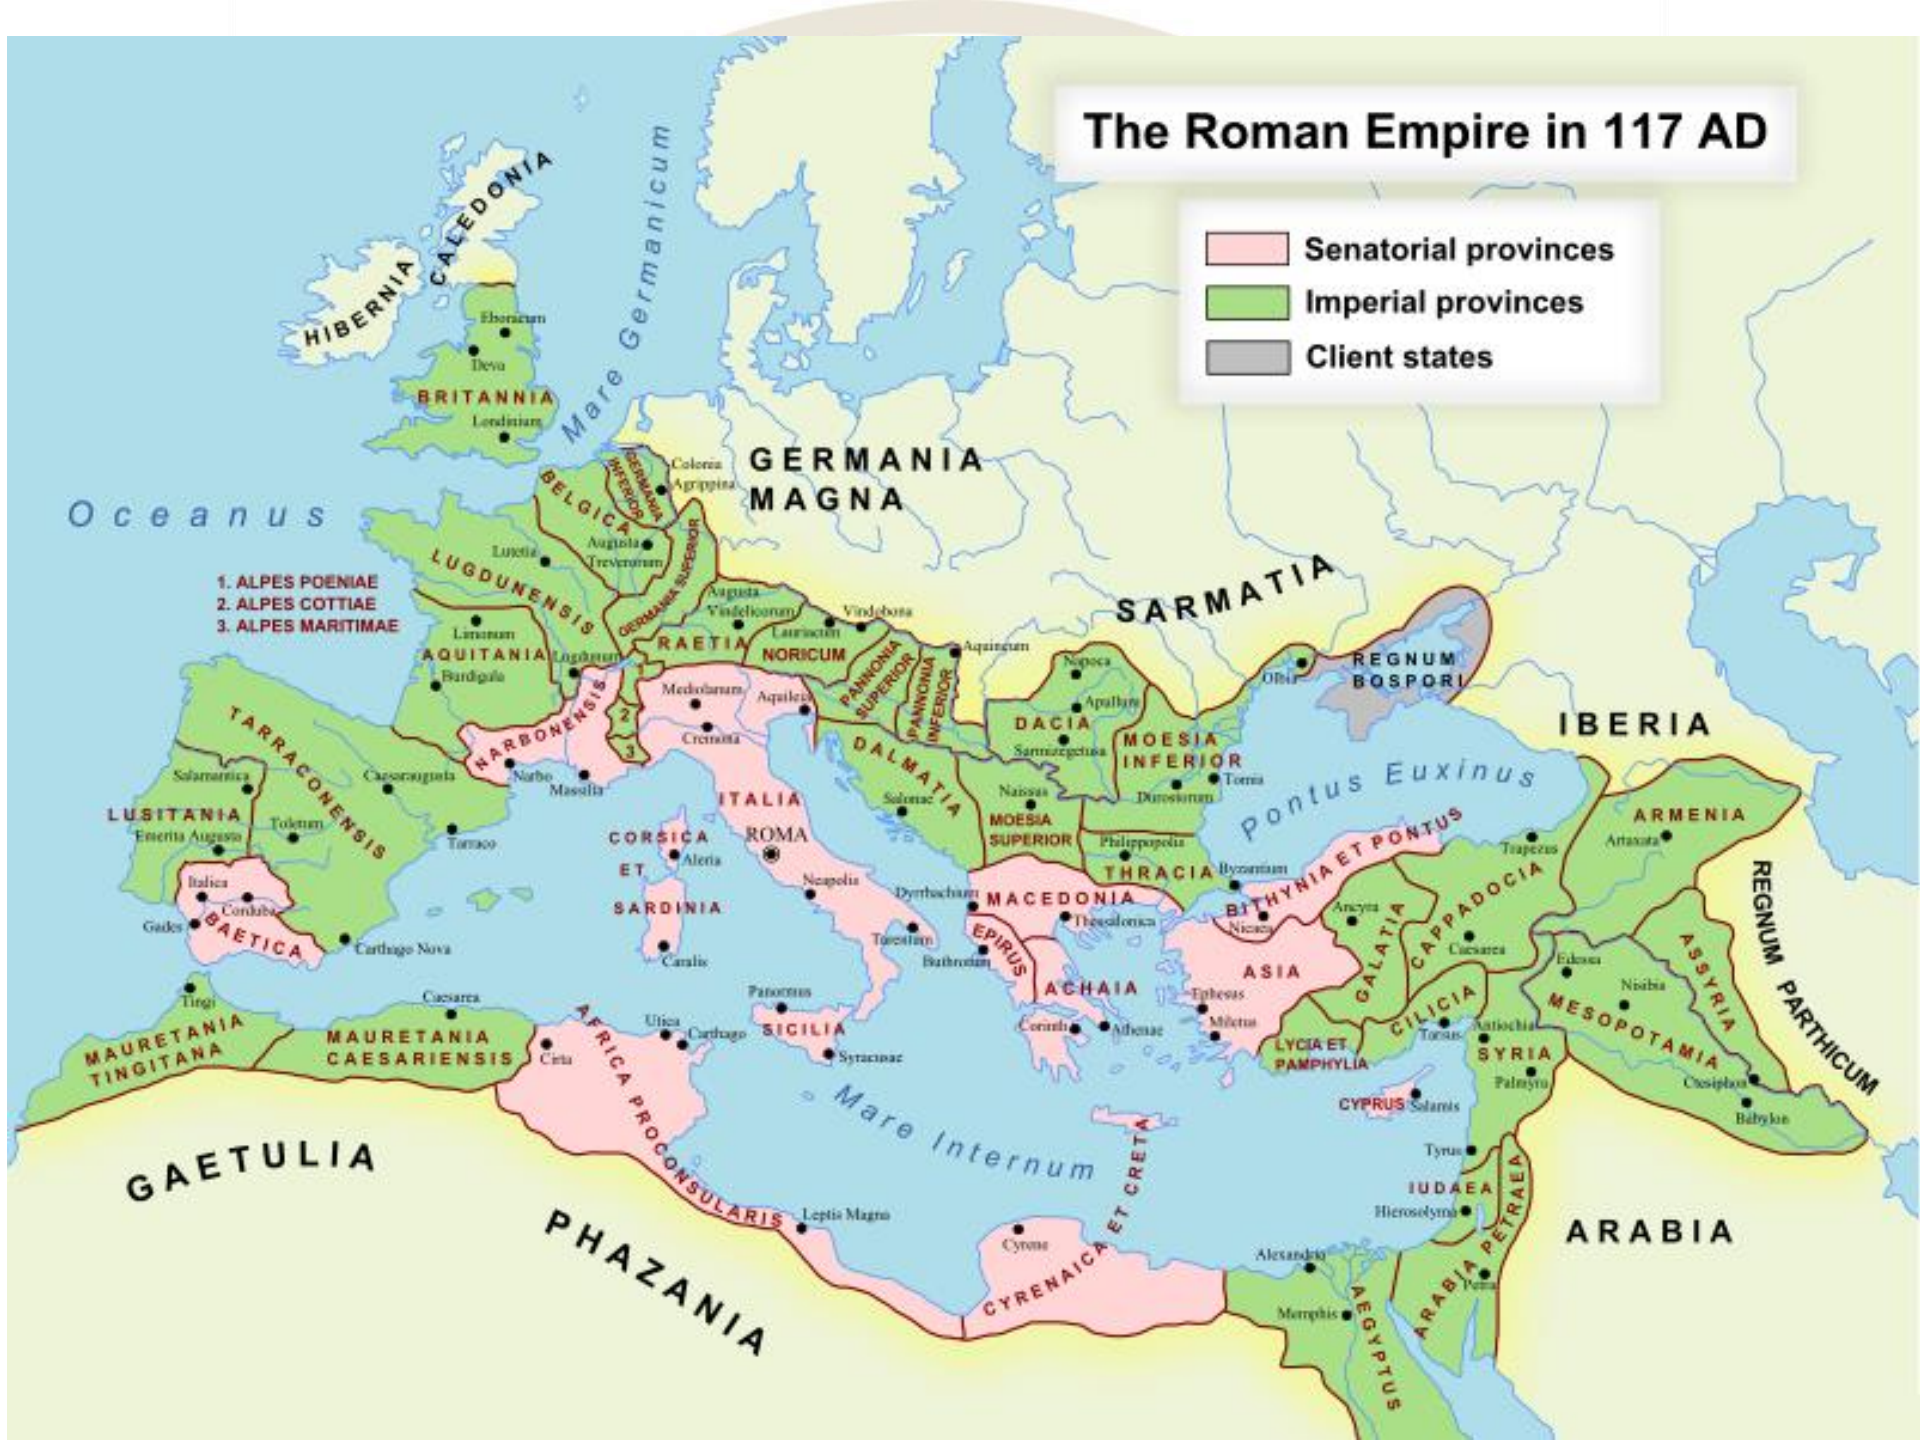 The Roman Empire in 117 AD
Senatorial provinces
Imperial provinces
Client states
CALEDONIA
HIBERNIA
Mare Germanicum
Eboracum
Deva
BRITANNIA
Londinium
Oceanus
GERMANIA
MAGNA
Colonia
Agrippina
GERMANIA
INFERIOR
BELGICA
Augusta
Treverorum
Lutetia
LUGDUNENSIS
GERMANIA SUPERIOR
1. ALPES POENIAE
2. ALPES COTTIAE
3. ALPES MARITIMAE
SARMATIA
Augusta
Vindelicorum
Vindobona
Lauriacum
RAETIA
NORICUM
Limonum
AQUITANIA
Lugdunum
Burdigala
Aquincum
PANNONIA
SUPERIOR
PANNONIA
INFERIOR
Napoca
Apullum
DACIA
Sarmizegetusa
Olbia
REGNUM
BOSPORI
IBERIA
1
2
3
Mediolanum
Aquileia
Cremona
NARBONENSIS
Narbo
Massilia
TARRACONENSIS
Salamantica
Caesaraugusta
LUSITANIA
Emerita Augusta
Toletum
Tarraco
Italica
Corduba
Gades
BAETICA
Carthago Nova
ITALIA
ROMA
CORSICA
Aleria
ET
SARDINIA
Caralis
Neapolis
Tarentum
DALMATIA
Salonae
Naissus
MOESIA
SUPERIOR
MOESIA
INFERIOR
Tomis
Durostorum
Pontus Euxinus
Philippopolis
THRACIA
Byzantium
Dyrrhachium
MACEDONIA
Thessalonica
EPIRUS
Buthrotum
ACHAIA
Corinth
Athenae
BITHYNIA ET PONTUS
Nicaea
Ancyra
Trapezus
ARMENIA
Artaxata
CAPPADOCIA
Caesarea
GALATIA
ASIA
Ephesus
Miletus
LYCIA ET
PAMPHYLIA
CILICIA
Tarsus
Antiochia
SYRIA
Palmyra
CYPRUS
Salamis
Edessa
Nisibia
MESOPOTAMIA
ASSYRIA
Ctesiphon
Babylon
REGNUM PARTHICUM
Tingi
Caesarea
MAURETANIA
TINGITANA
MAURETANIA
CAESARIENSIS
Cirta
Utica
Carthago
AFRICA PROCONSULARIS
Panormus
SICILIA
Syracusae
Mare Internum
GAETULIA
PHAZANIA
Leptis Magna
Cyrene
CYRENAICA ET CRETA
Tyrus
IUDAEA
Hierosolyma
ARABIA PETRAEA
Petra
ARABIA
Alexandria
Memphis
AEGYPTUS